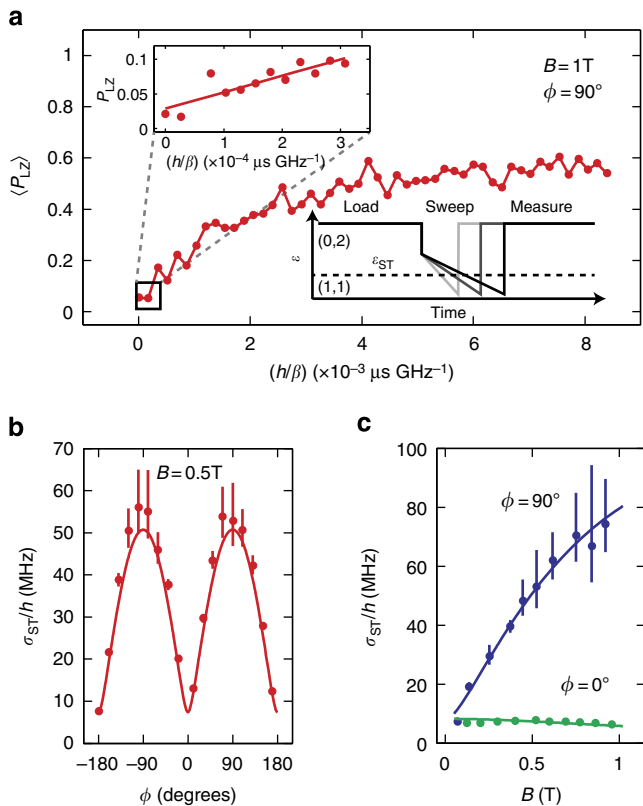 a
1
0.8
0.6
0.4
0.2
0
⟨P_LZ⟩
0 2 4 6 8
(h/β) (×10⁻³ μs GHz⁻¹)
B = 1T
ϕ = 90°
0.1
0.05
0
P_LZ
0 1 2 3
(h/β) (×10⁻⁴ μs GHz⁻¹)
Load Sweep Measure
(0,2)
ε
ε_ST
(1,1)
Time
b
70
60
50
40
30
20
10
0
σ_ST/h (MHz)
B = 0.5T
−180 −90 0 90 180
ϕ (degrees)
c
100
80
60
40
20
0
σ_ST/h (MHz)
ϕ = 90°
ϕ = 0°
0 0.5 1
B (T)